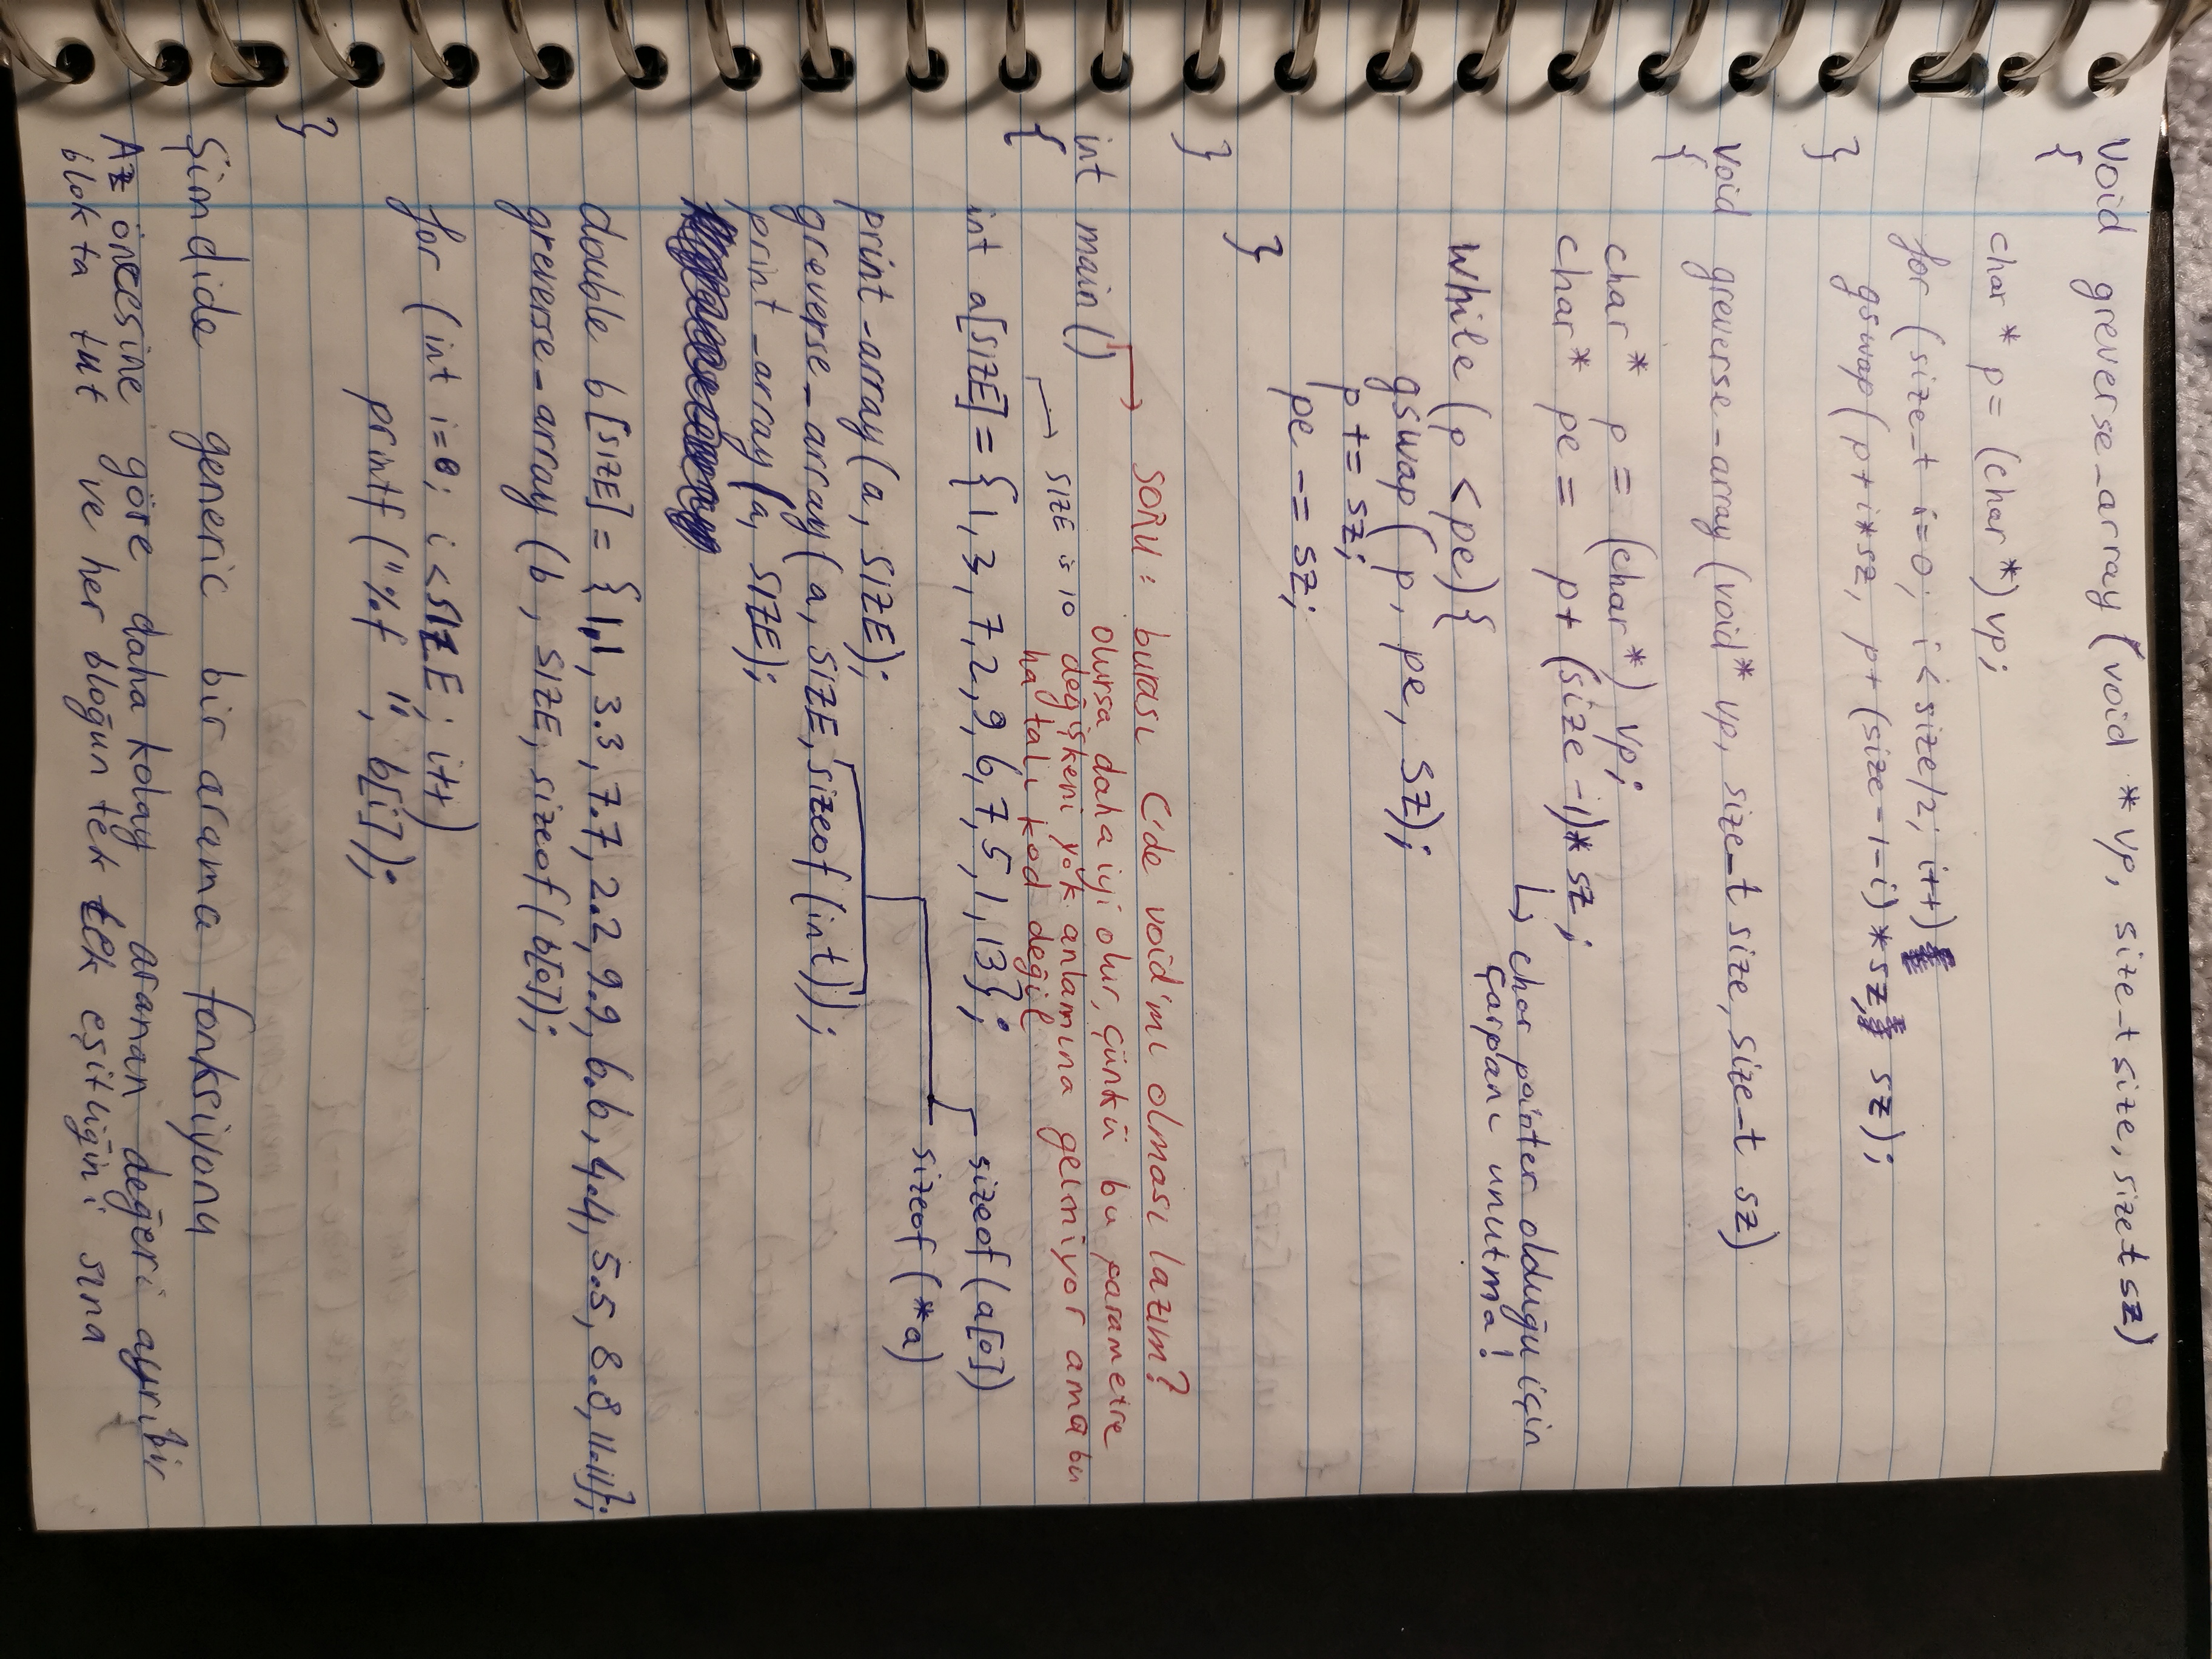 void greverse_array (void * vp, size_t size, size_t sz)
{
char * p = (char *) vp;
for (size_t i=0; i < size/2; i++)
gswap( p+i*sz, p+(size-1-i) *sz, sz);
}
void greverse_array (void* vp, size_t size, size_t sz)
{
char* p = (char*) vp;
char* pe = p+ (size -1)* sz ;
↳ char pointer olduğu için
çarpanı unutma!
while (p < pe) {
gswap( p, pe, sz);
p += sz;
pe -= sz;
}
}
SORU : burası C'de void'mi olması lazım?
olursa daha iyi olur, çünkü bu parametre
int main ()
değişkeni yok anlamına gelmiyor ama bu
{
SIZE is 10
hatalı kod değil
int a[SIZE] = {1, 3, 7, 2, 9, 6, 7, 5, 1, 13};
sizeof (a[0])
sizeof (*a)
print_array (a, SIZE);
greverse_array (a, SIZE, sizeof (int));
print_array (a, SIZE);
double b [SIZE] = {1.1, 3.3, 7.7, 2.2, 9.9, 6.6, 4.4, 5.5, 8.8, 11.11};
greverse_array (b , SIZE, sizeof( b[0]);
for (int i=0; i < SIZE; i++)
printf ("%f ", b[i]);
}
Şimdide generic bir arama fonksiyonu
Az öncesine göre daha kolay aranan değeri ayrı bir
blokta tut ve her bloğun tek tek eşitliğini sına